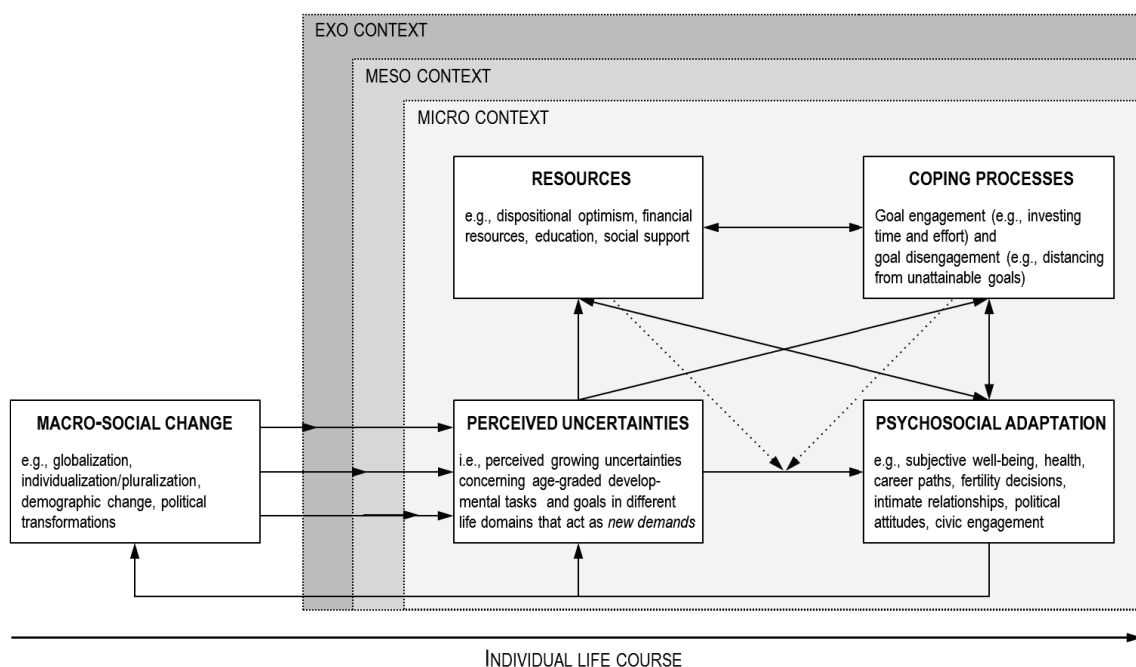 EXO CONTEXT
MESO CONTEXT
MICRO CONTEXT
RESOURCES
e.g., dispositional optimism, financial
resources, education, social support
COPING PROCESSES
Goal engagement (e.g., investing
time and effort) and
goal disengagement (e.g., distancing
from unattainable goals)
MACRO-SOCIAL CHANGE
e.g., globalization,
individualization/pluralization,
demographic change, political
transformations
PERCEIVED UNCERTAINTIES
i.e., perceived growing uncertainties
concerning age-graded develop-
mental tasks and goals in different
life domains that act as new demands
PSYCHOSOCIAL ADAPTATION
e.g., subjective well-being, health,
career paths, fertility decisions,
intimate relationships, political
attitudes, civic engagement
INDIVIDUAL LIFE COURSE